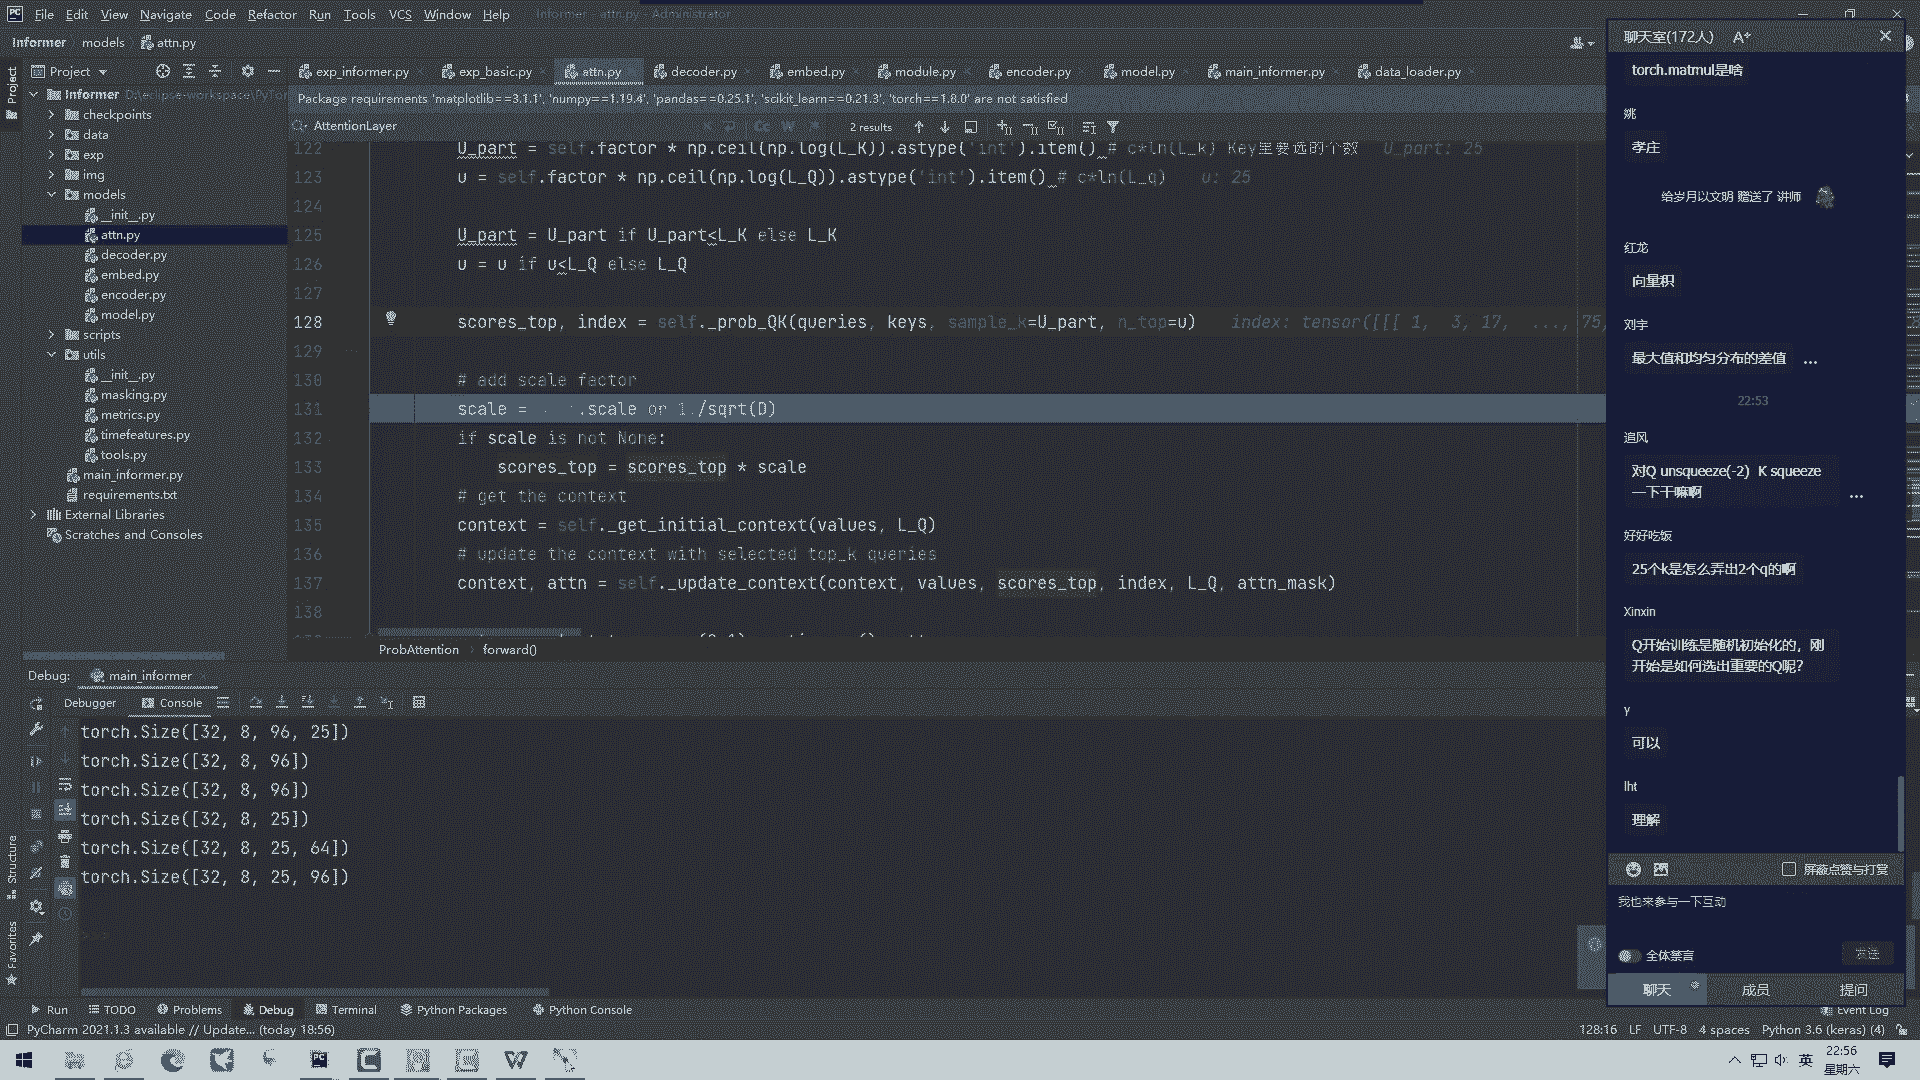 File Edit View Navigate Code Refactor Run Tools VCS Window Help Informer - attn.py - Administrator
Informer models attn.py
Project
exp_informer.py exp_basic.py attn.py decoder.py embed.py module.py encoder.py model.py main_informer.py data_loader.py
Package requirements 'matplotlib==3.1.1', 'numpy==1.19.4', 'pandas==0.25.1', 'scikit_learn==0.21.3', 'torch==1.8.0' are not satisfied
AttentionLayer Cc W 2 results
Project
Informer D:\eclipse-workspace\PyTor
checkpoints
data
exp
img
models
__init__.py
attn.py
decoder.py
embed.py
encoder.py
model.py
scripts
utils
__init__.py
masking.py
metrics.py
timefeatures.py
tools.py
main_informer.py
requirements.txt
External Libraries
Scratches and Consoles
122 U_part = self.factor * np.ceil(np.log(L_K)).astype('int').item() # c*ln(L_k) Key里要选的个数 U_part: 25
123 u = self.factor * np.ceil(np.log(L_Q)).astype('int').item() # c*ln(L_q) u: 25
124
125 U_part = U_part if U_part<L_K else L_K
126 u = u if u<L_Q else L_Q
127
128 scores_top, index = self._prob_QK(queries, keys, sample_k=U_part, n_top=u) index: tensor([[[ 1, 3, 17, ..., 75,
129
130 # add scale factor
131 scale = .scale or 1./sqrt(D)
132 if scale is not None:
133 scores_top = scores_top * scale
134 # get the context
135 context = self._get_initial_context(values, L_Q)
136 # update the context with selected top_k queries
137 context, attn = self._update_context(context, values, scores_top, index, L_Q, attn_mask)
138
ProbAttention forward()
Debug: main_informer
Debugger Console
torch.Size([32, 8, 96, 25])
torch.Size([32, 8, 96])
torch.Size([32, 8, 96])
torch.Size([32, 8, 25])
torch.Size([32, 8, 25, 64])
torch.Size([32, 8, 25, 96])
Structure
Favorites
Run TODO Problems Debug Terminal Python Packages Python Console Event Log
PyCharm 2021.1.3 available // Update... (today 18:56) 128:16 LF UTF-8 4 spaces Python 3.6 (keras) (4)
聊天室(172人) A+
torch.matmul是啥
姚
孝庄
给岁月以文明 赠送了 讲师
红龙
向量积
刘宇
最大值和均匀分布的差值 ...
22:53
追风
对Q unsqueeze(-2) K squeeze
一下干嘛啊 ...
好好吃饭
25个k是怎么弄出2个q的啊
Xinxin
Q开始训练是随机初始化的，刚
开始是如何选出重要的Q呢?
y
可以
lht
理解
屏蔽点赞与打赏
我也来参与一下互动
全体禁言 发送
聊天 成员 提问
英 22:56
星期六